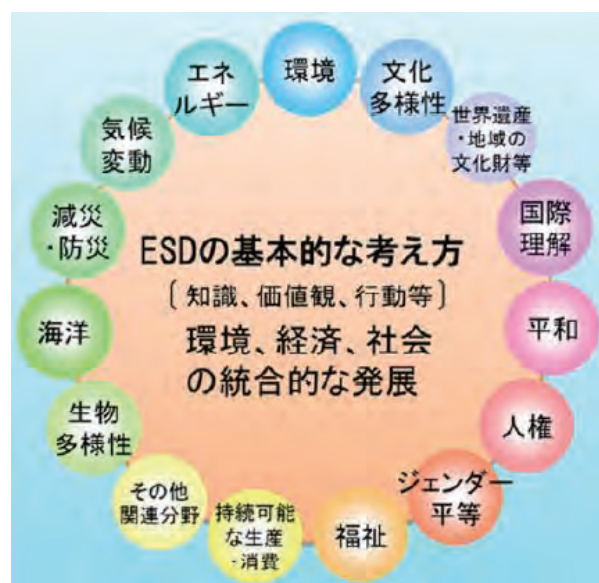 環境
文化
多様性
世界遺産
・地域の
文化財等
国際
理解
平和
人権
ジェンダー
平等
福祉
持続可能
な生産
・消費
その他
関連分野
生物
多様性
海洋
減災
・防災
気候
変動
エネ
ルギー
ESDの基本的な考え方
〔知識、価値観、行動等〕
環境、経済、社会
の統合的な発展